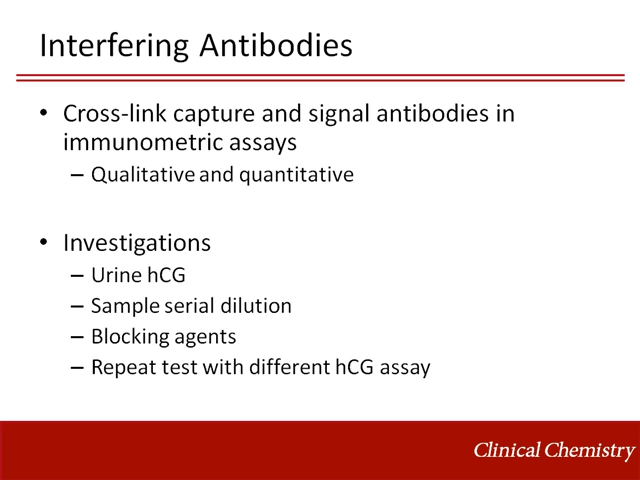 Interfering Antibodies
• Cross-link capture and signal antibodies in
immunometric assays
– Qualitative and quantitative
• Investigations
– Urine hCG
– Sample serial dilution
– Blocking agents
– Repeat test with different hCG assay
Clinical Chemistry